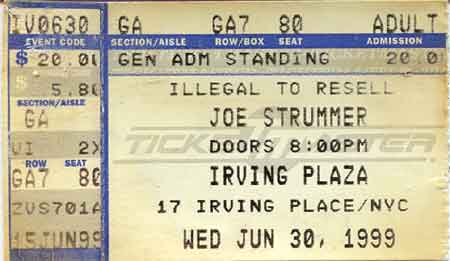 IV0630 GA GA7 80 ADULT
EVENT CODE SECTION/AISLE ROW/BOX SEAT ADMISSION
$ 20.00 GEN ADM STANDING 20.00
$ 5.80 ILLEGAL TO RESELL
SECTION/AISLE
GA JOE STRUMMER
TICKETMASTER
VI 2X DOORS 8:00PM
ROW SEAT
GA7 80 IRVING PLAZA
ZVS701A 17 IRVING PLACE/NYC
15JUN99 WED JUN 30, 1999